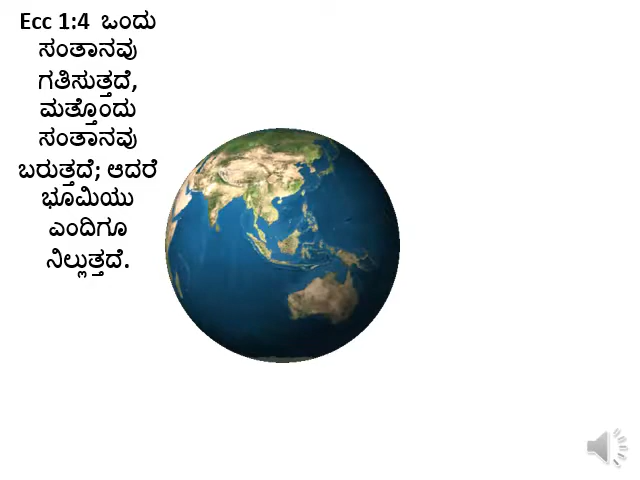 Ecc 1:4 ಒಂದು
ಸಂತಾನವು
ಗತಿಸುತ್ತದೆ,
ಮತ್ತೊಂದು
ಸಂತಾನವು
ಬರುತ್ತದೆ; ಆದರೆ
ಭೂಮಿಯು
ಎಂದಿಗೂ
ನಿಲ್ಲುತ್ತದೆ.